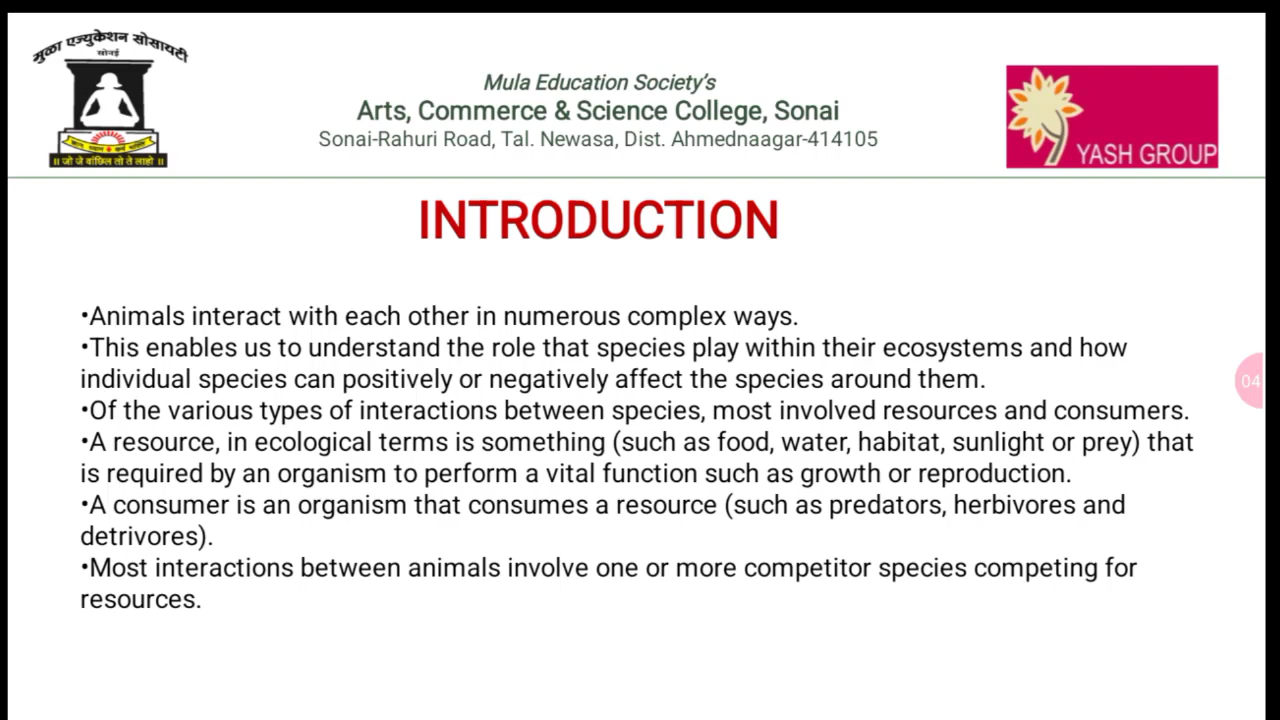 मुळा एज्युकेशन सोसायटी
सोनई
॥ जो जे वांछिल तो ते लाहो ॥
Mula Education Society's
Arts, Commerce & Science College, Sonai
Sonai-Rahuri Road, Tal. Newasa, Dist. Ahmednaagar-414105
YASH GROUP
INTRODUCTION
•Animals interact with each other in numerous complex ways.
•This enables us to understand the role that species play within their ecosystems and how
individual species can positively or negatively affect the species around them.
•Of the various types of interactions between species, most involved resources and consumers.
•A resource, in ecological terms is something (such as food, water, habitat, sunlight or prey) that
is required by an organism to perform a vital function such as growth or reproduction.
•A consumer is an organism that consumes a resource (such as predators, herbivores and
detrivores).
•Most interactions between animals involve one or more competitor species competing for
resources.
04